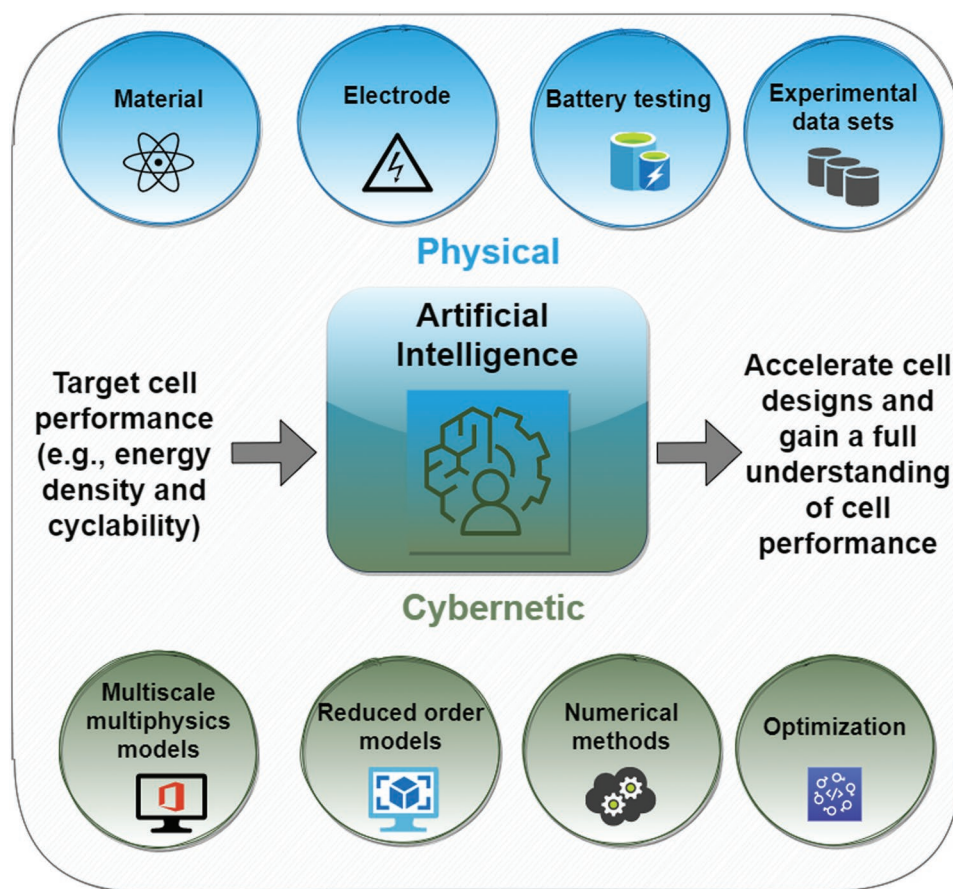 Material
Electrode
Battery testing
Experimental
data sets
Physical
Artificial
Intelligence
Target cell
performance
(e.g., energy
density and
cyclability)
Accelerate cell
designs and
gain a full
understanding
of cell
performance
Cybernetic
Multiscale
multiphysics
models
Reduced order
models
Numerical
methods
Optimization